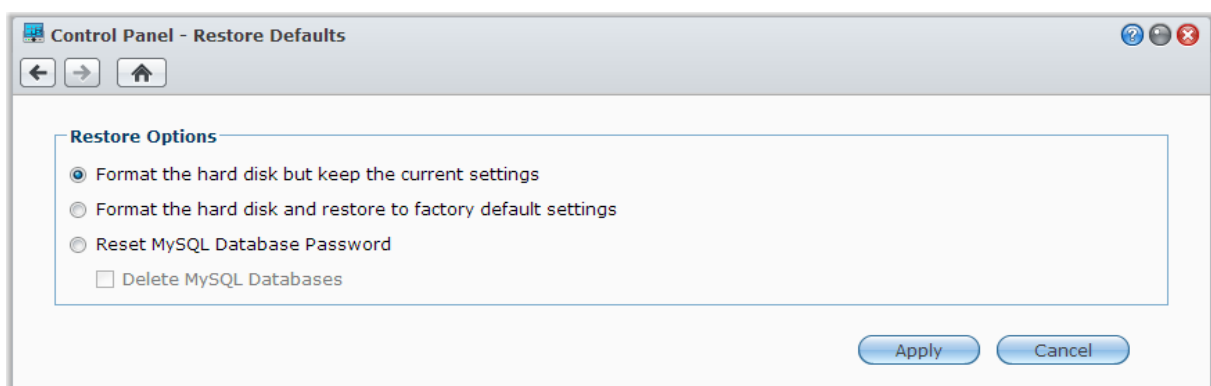 Control Panel - Restore Defaults
Restore Options
Format the hard disk but keep the current settings
Format the hard disk and restore to factory default settings
Reset MySQL Database Password
Delete MySQL Databases
Apply Cancel